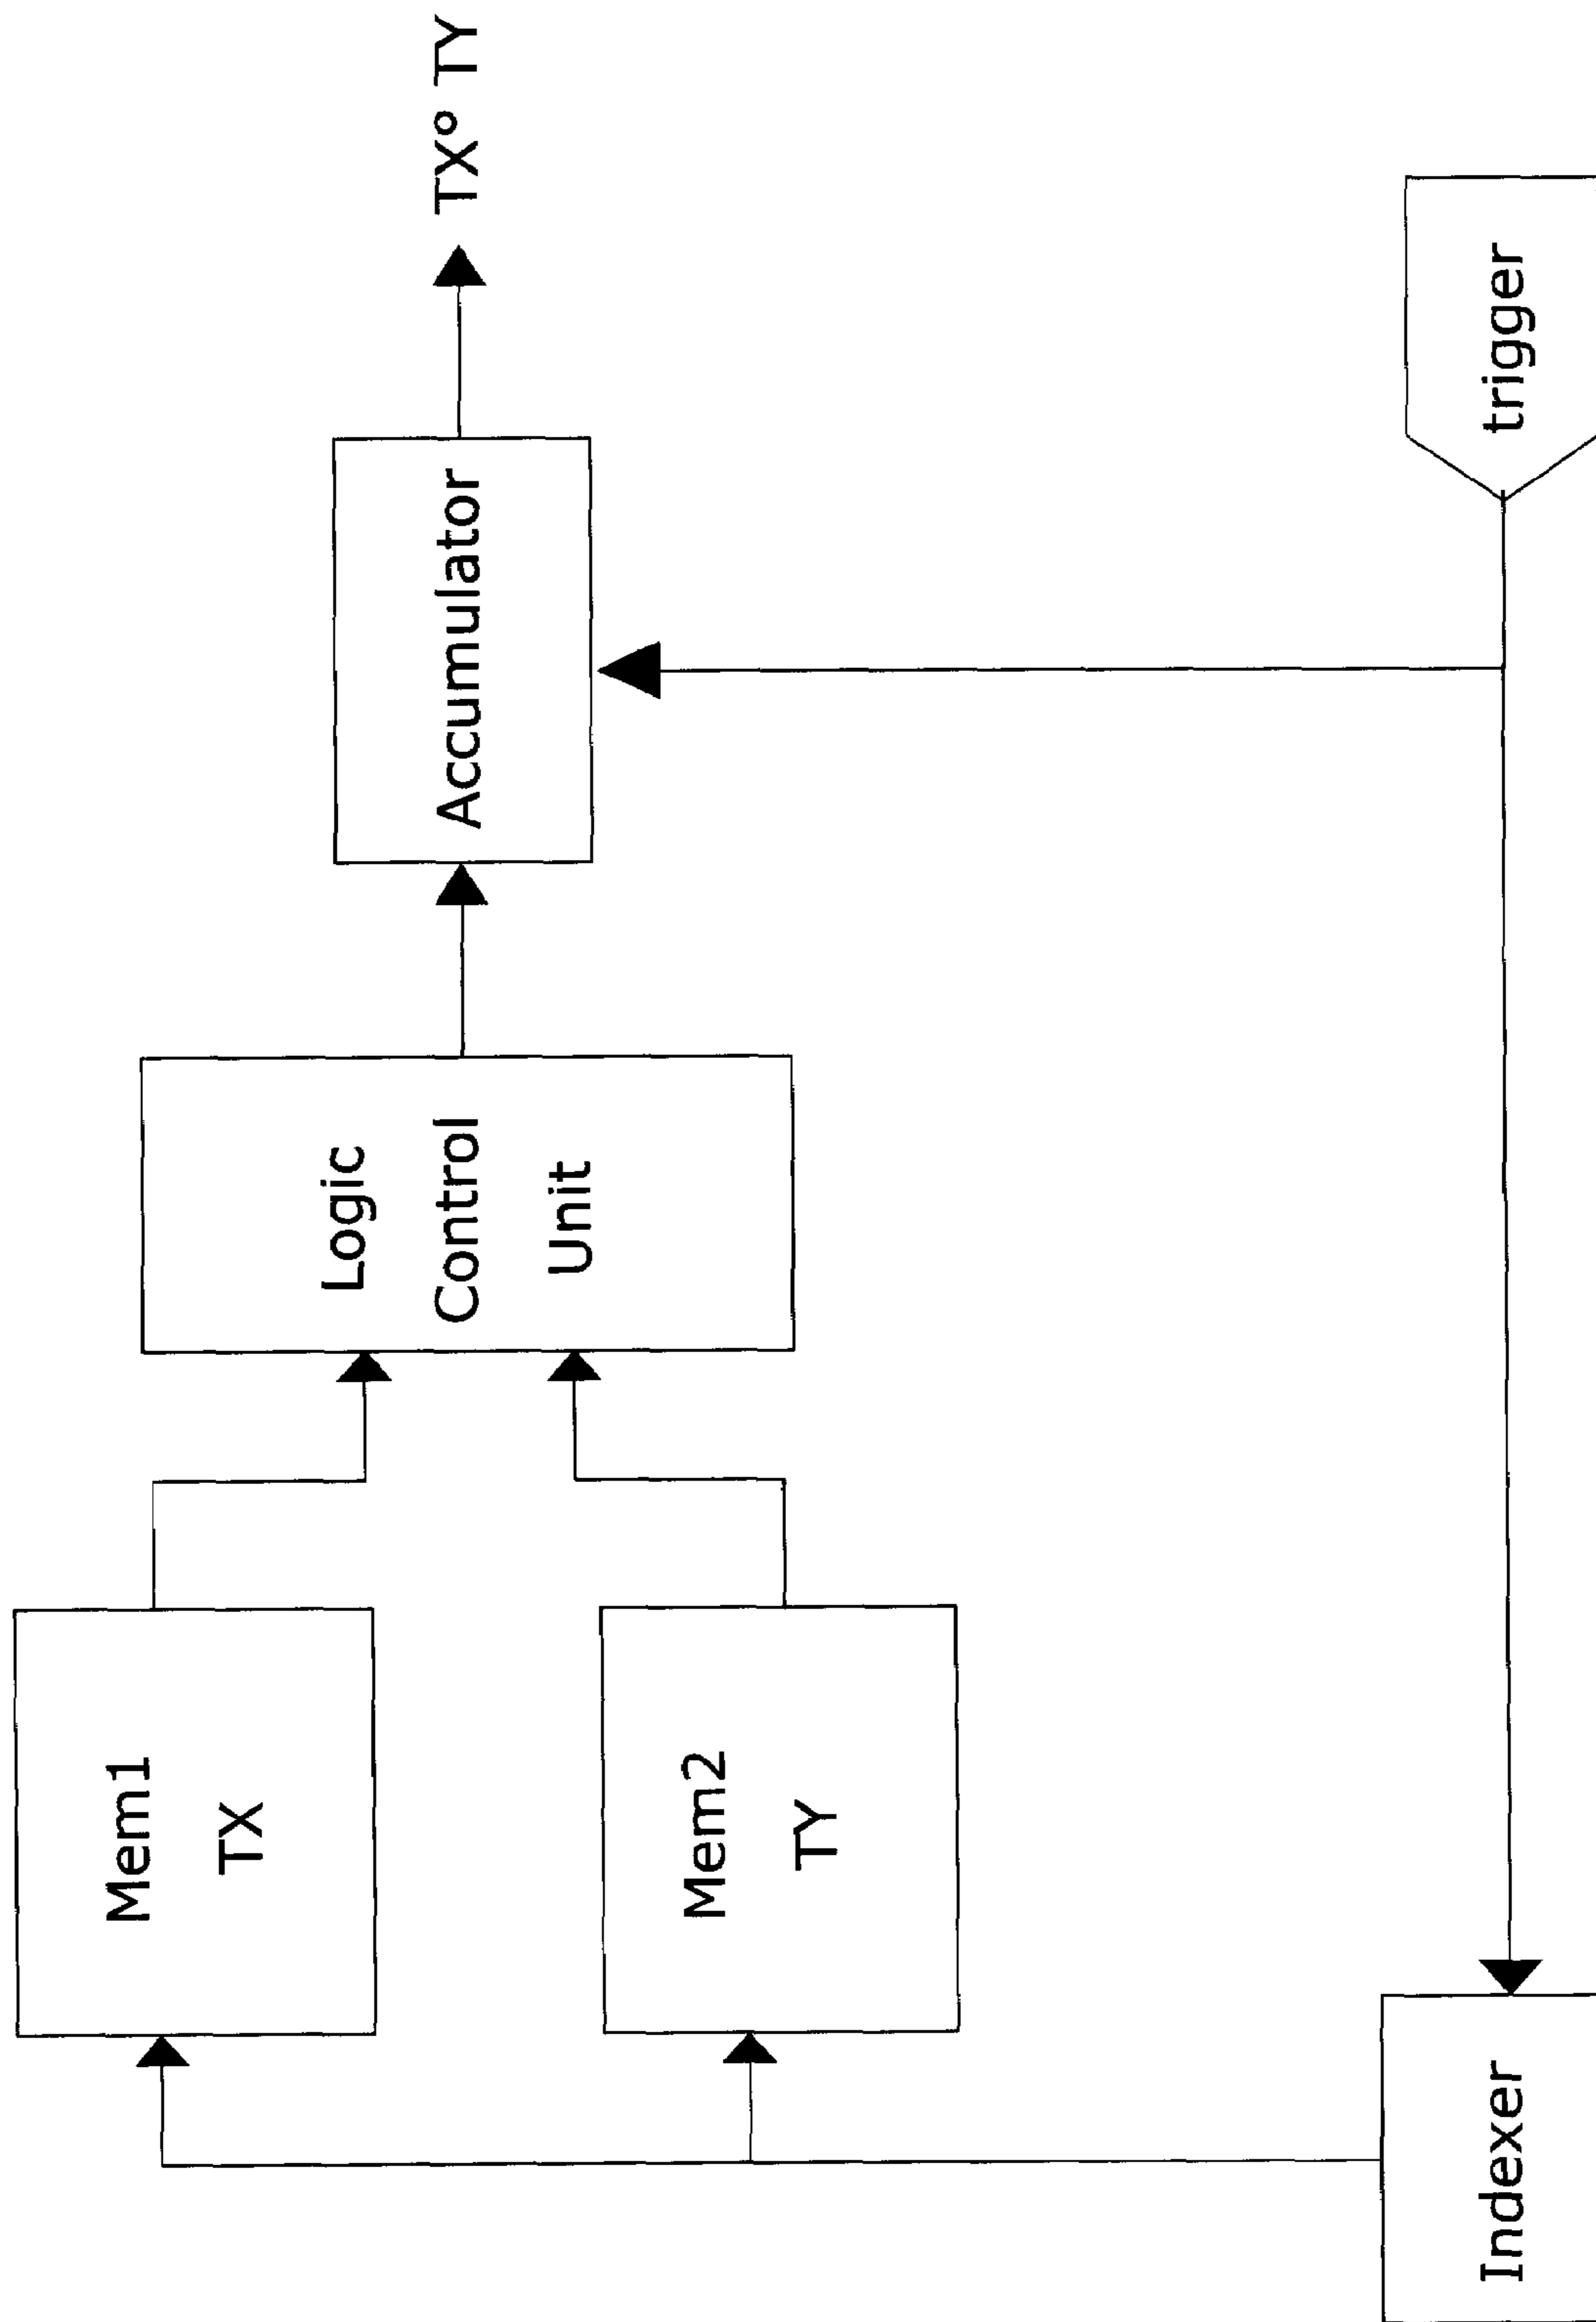 Mem1
TX
Mem2
TY
Logic
Control
Unit
Accumulator
TX° TY
Indexer
trigger